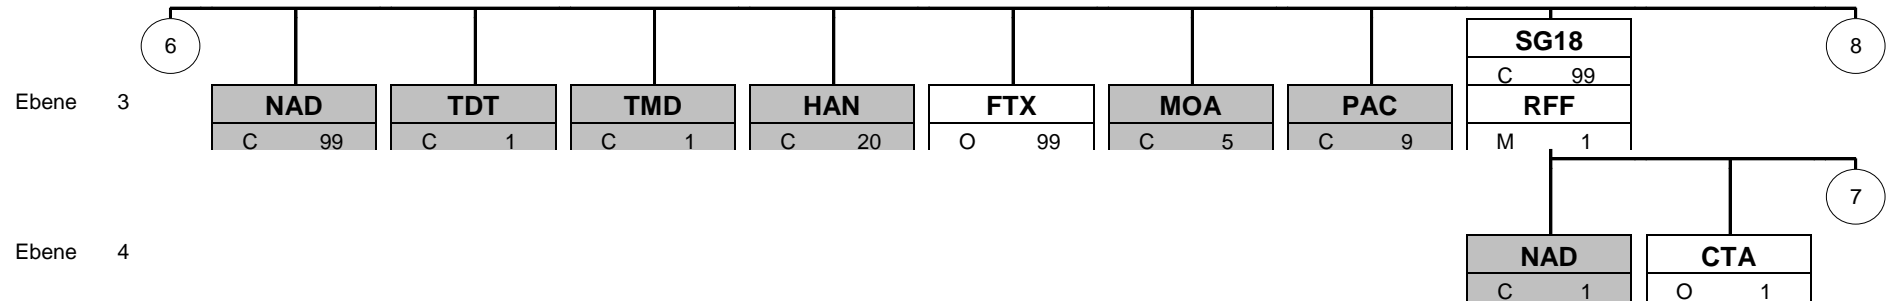 SG18
6 8
C 99
Ebene 3 NAD TDT TMD HAN FTX MOA PAC RFF
C 99 C 1 C 1 C 20 O 99 C 5 C 9 M 1
7
Ebene 4 NAD CTA
C 1 O 1